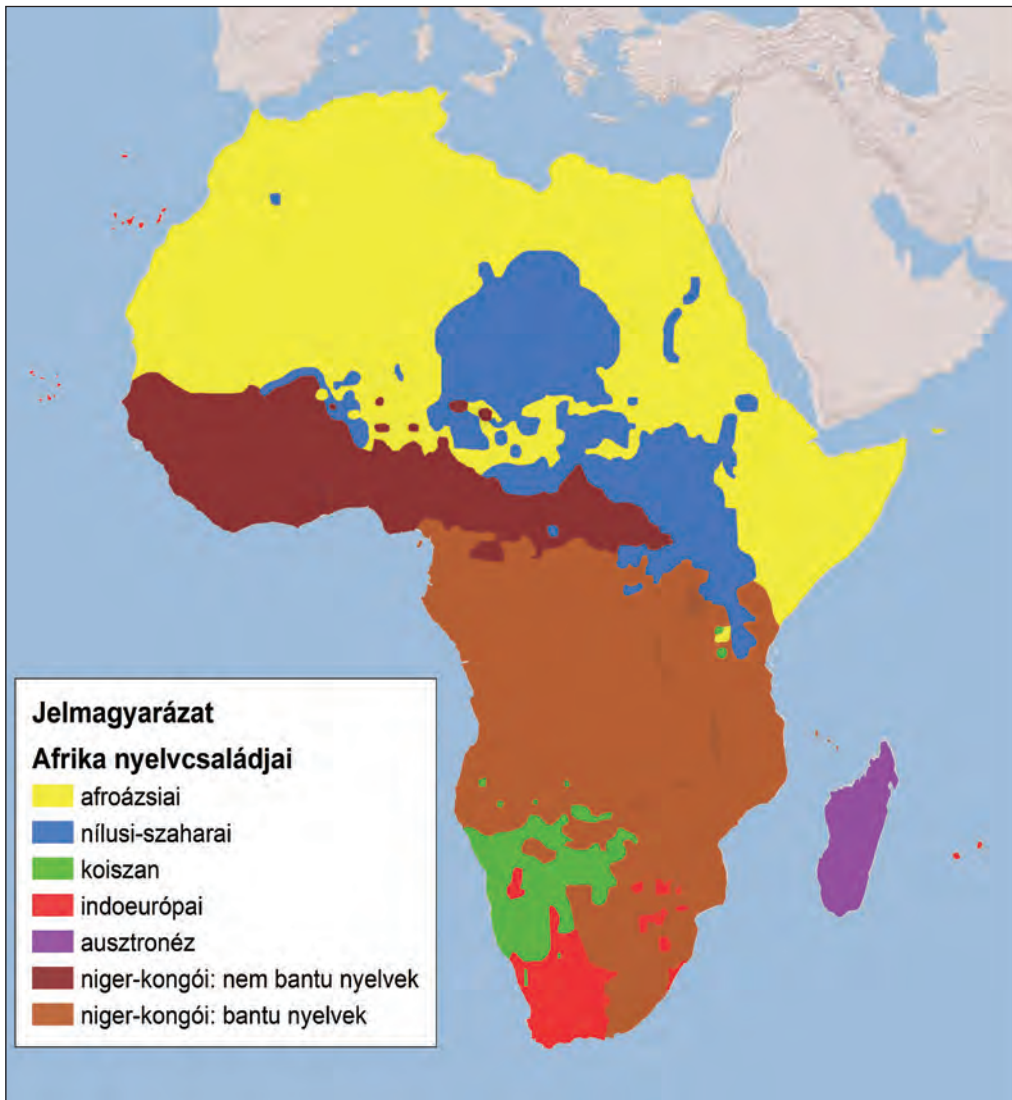 Jelmagyarázat
Afrika nyelvcsaládjai
afroázsiai
nílusi-szaharai
koiszan
indoeurópai
ausztronéz
niger-kongói: nem bantu nyelvek
niger-kongói: bantu nyelvek